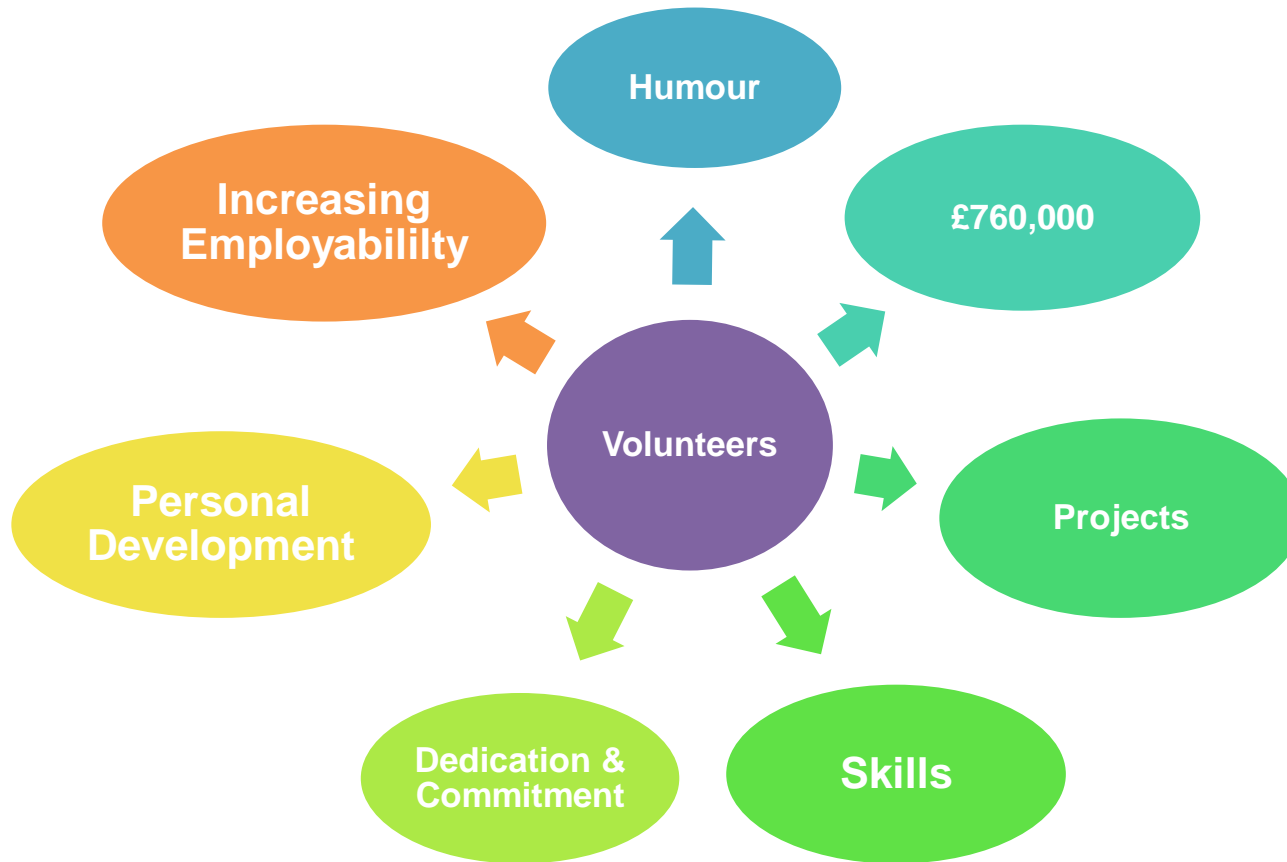 Humour
Increasing
Employabililty
£760,000
Volunteers
Personal
Development
Projects
Dedication &
Commitment
Skills